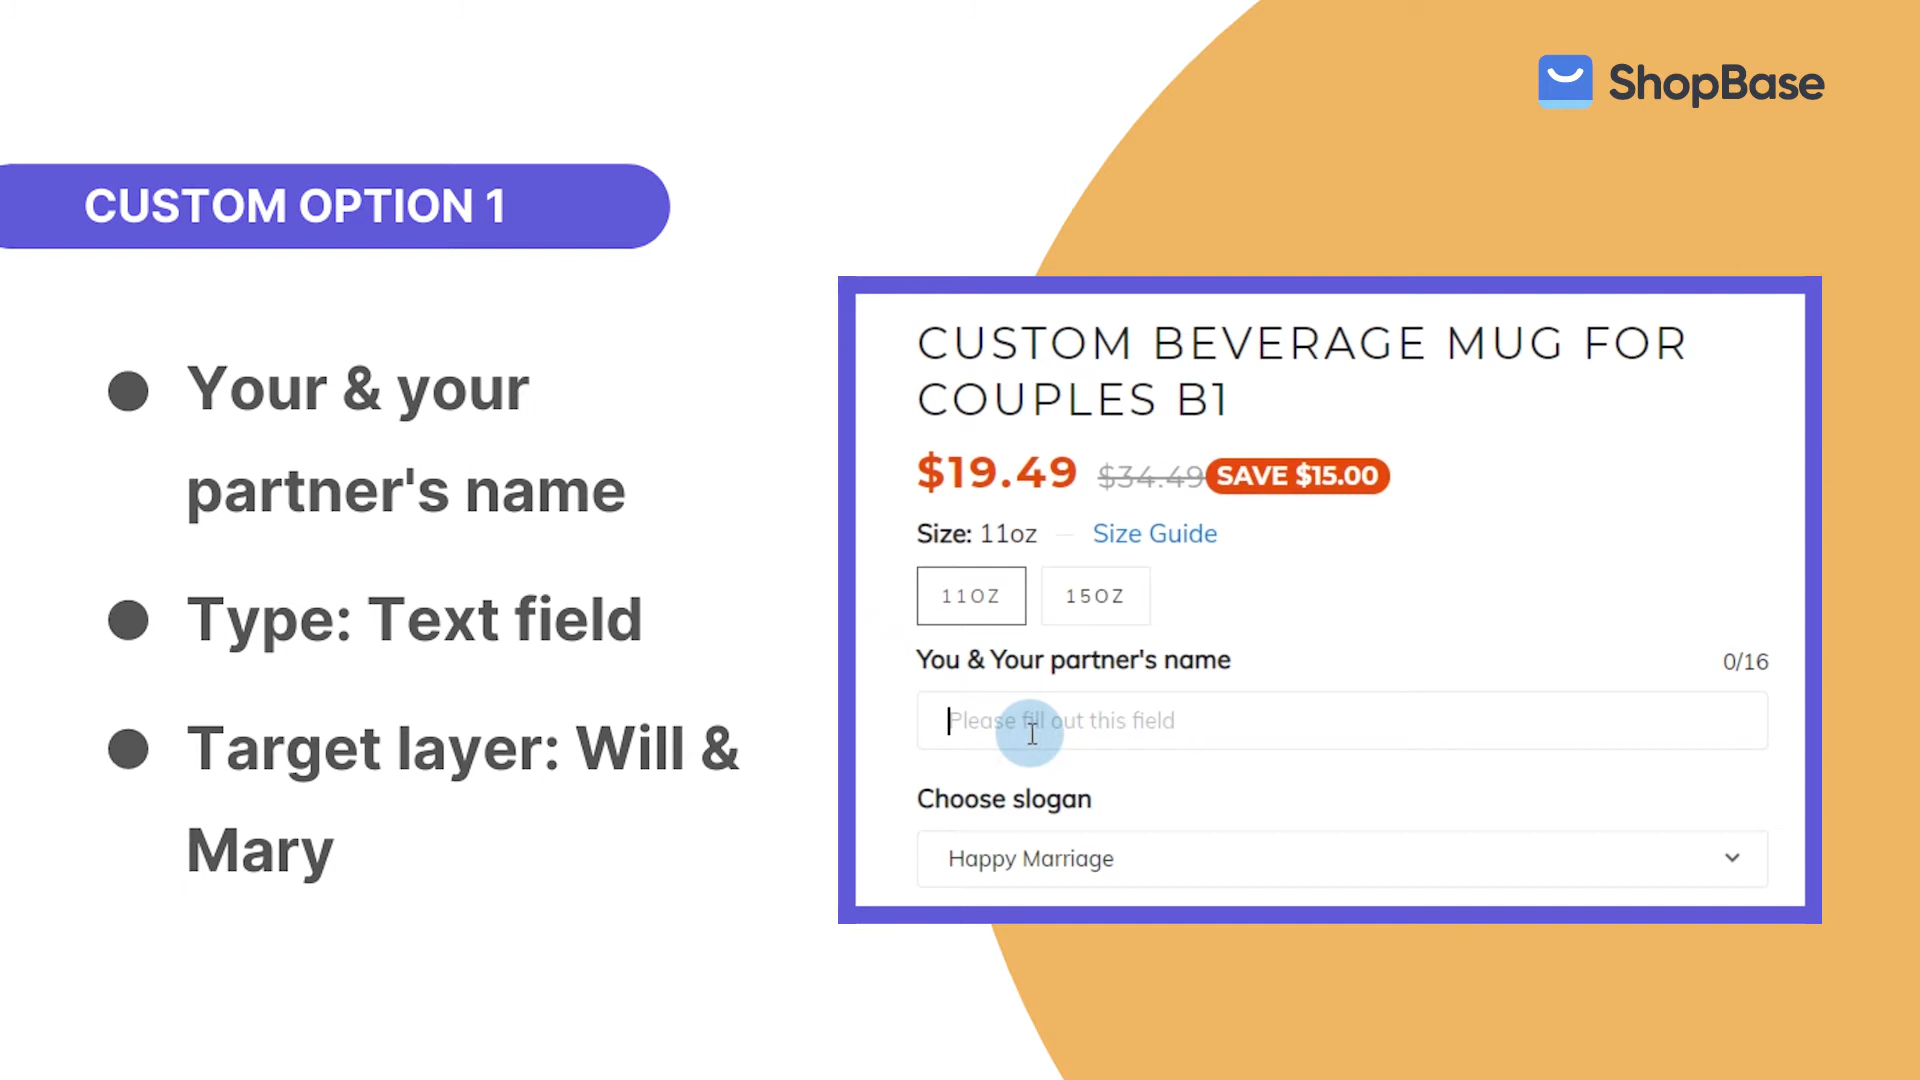 ShopBase
CUSTOM OPTION 1
Your & your
partner's name
Type: Text field
Target layer: Will &
Mary
CUSTOM BEVERAGE MUG FOR
COUPLES B1
$19.49 $34.49 SAVE $15.00
Size: 11oz — Size Guide
11OZ 15OZ
You & Your partner's name 0/16
Please fill out this field
Choose slogan
Happy Marriage